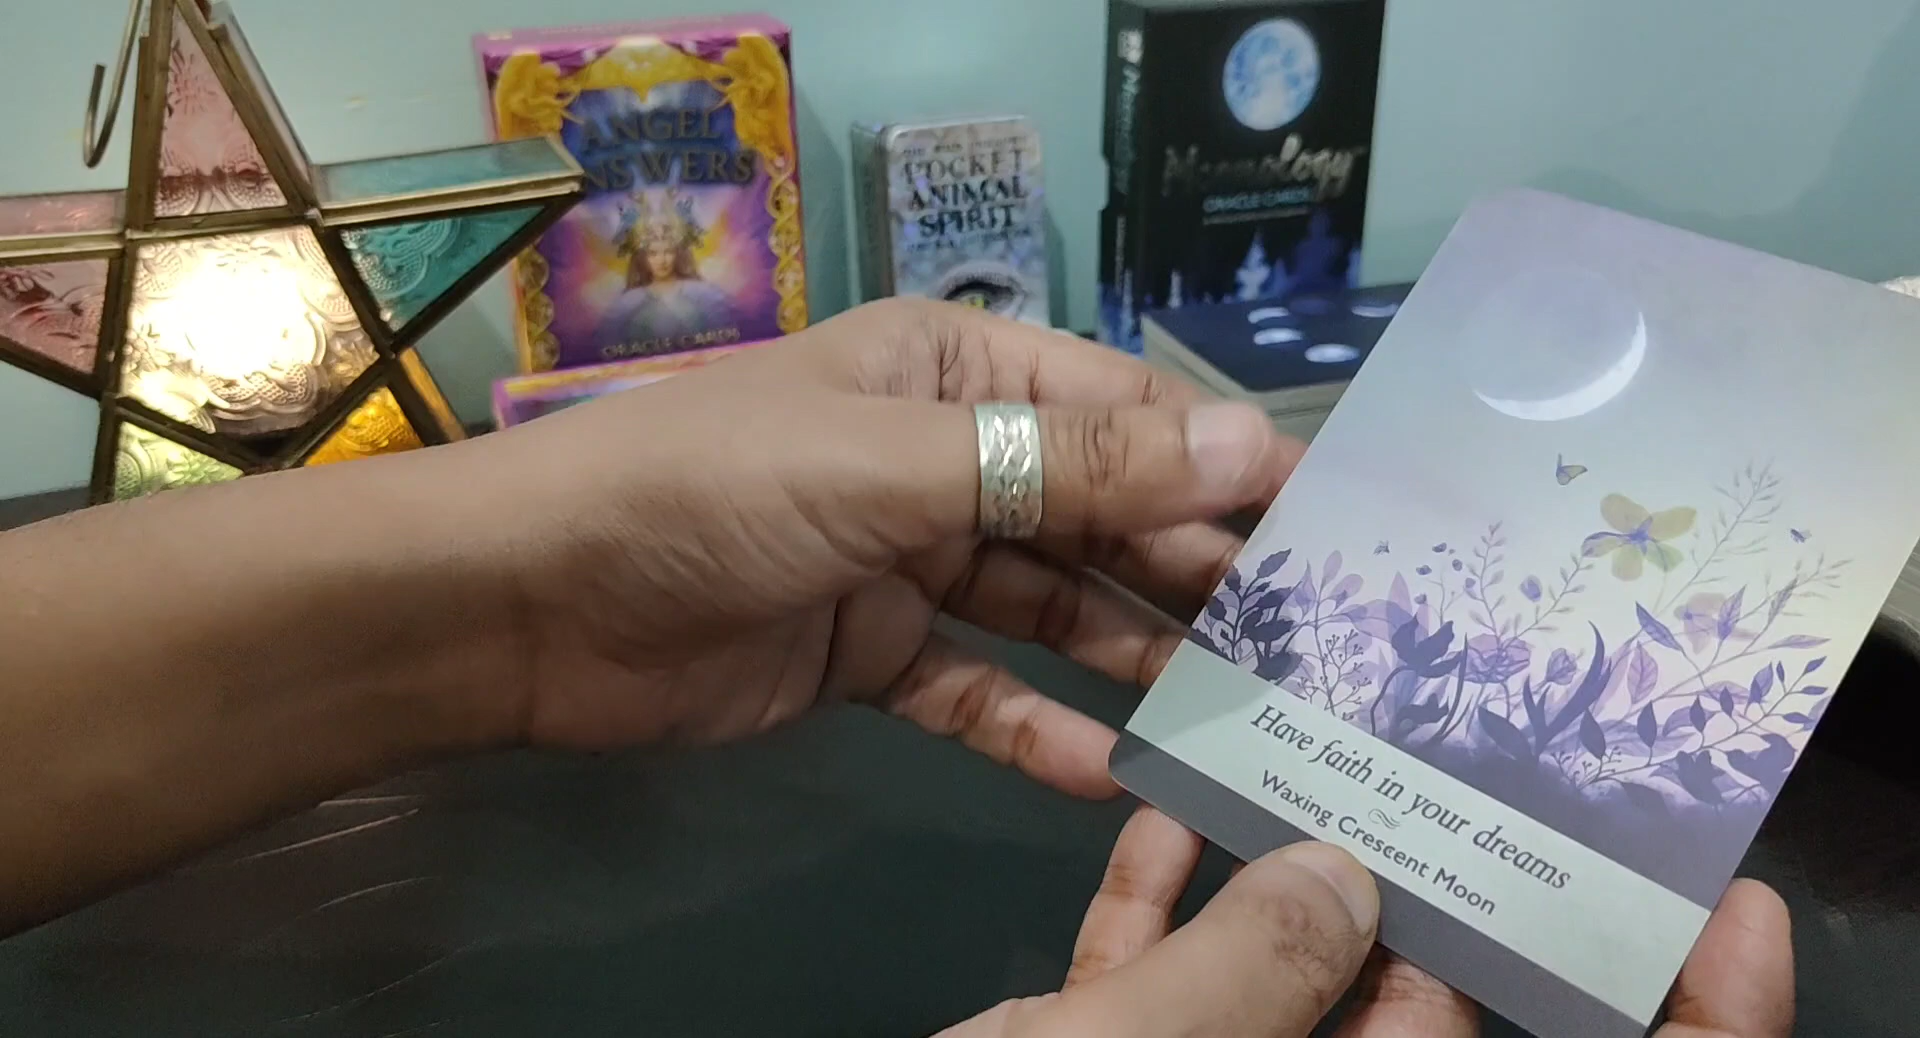 ANGEL
ANSWERS
ORACLE CARDS
POCKET
ANIMAL
SPIRIT
Moonology
ORACLE CARDS
Have faith in your dreams
Waxing Crescent Moon